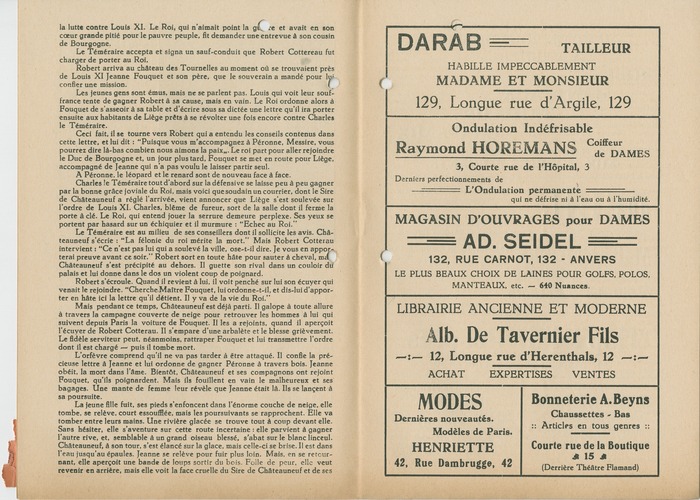 la lutte contre Louis XI. Le Roi, qui n'aimait point la guerre et avait en son
cœur grande pitié pour le pauvre peuple, fit demander une entrevue à son cousin
de Bourgogne.
Le Téméraire accepta et signa un sauf-conduit que Robert Cottereau fut
charger de porter au Roi.
Robert arriva au château des Tournelles au moment où se trouvaient près
de Louis XI Jeanne Fouquet et son père, que le souverain a mandé pour lui
confier une mission.
Les jeunes gens sont émus, mais ne se parlent pas. Louis qui voit leur souf-
france tente de gagner Robert à sa cause, mais en vain. Le Roi ordonne alors à
Fouquet de s'asseoir à sa table et d'écrire sous sa dictée une lettre qu'il ira porter
ensuite aux habitants de Liége prêts à se révolter une fois encore contre Charles
le Téméraire.
Ceci fait, il se tourne vers Robert qui a entendu les conseils contenus dans
cette lettre, et lui dit : "Puisque vous m'accompagnez à Péronne, Messire, vous
pourrez dire là-bas combien nous aimons la paix„. Le roi part pour aller rejoindre
le Duc de Bourgogne et, un jour plus tard, Fouquet se met en route pour Liége,
accompagné de Jeanne qui n'a pas voulu le laisser partir seul.
A Péronne, le léopard et le renard sont de nouveau face à face.
Charles le Téméraire tout d'abord sur la défensive se laisse peu à peu gagner
par la bonne grâce joviale du Roi, mais voici que soudain un courrier, dont le Sire
de Châteauneuf a réglé l'arrivée, vient annoncer que Liége s'est soulevée sur
l'ordre de Louis XI. Charles, blême de fureur, sort de la salle dont il ferme la
porte à clé. Le Roi, qui entend jouer la serrure demeure perplexe. Ses yeux se
portent par hasard sur un échiquier et il murmure : "Echec au Roi."
Le Téméraire est au milieu de ses conseillers dont il sollicite les avis. Châ-
teauneuf s'écrie : "La félonie du roi mérite la mort." Mais Robert Cottereau
intervient : "Ce n'est pas lui qui a soulevé la ville, ose-t-il dire. Je vous en appor-
terai preuve avant ce soir." Robert sort en toute hâte pour sauter à cheval, mais
Châteauneuf s'est précipité au dehors. Il guette son rival dans un couloir du
palais et lui donne dans le dos un violent coup de poignard.
Robert s'écroule. Quand il revient à lui, il voit penché sur lui son écuyer qui
venait le rejoindre. "Cherche Maître Fouquet, lui ordonne-t-il, et dis-lui d'appor-
ter en hâte ici la lettre qu'il détient. Il y va de la vie du Roi."
Mais pendant ce temps, Châteauneuf est déjà parti. Il galope à toute allure
à travers la campagne couverte de neige pour retrouver les hommes à lui qui
suivent depuis Paris la voiture de Fouquet. Il les a rejoints, quand il aperçoit
l'écuyer de Robert Cotterau. Il s'empare d'une arbalète et le blesse grièvement.
Le fidèle serviteur peut, néanmoins, rattraper Fouquet et lui transmettre l'ordre
dont il est chargé — puis il tombe mort.
L'orfèvre comprend qu'il ne va pas tarder à être attaqué. Il confie la pré-
cieuse lettre à Jeanne et lui ordonne de gagner Péronne à travers bois. Jeanne
obéit, la mort dans l'âme. Bientôt, Châteauneuf et ses compagnons ont rejoint
Fouquet, qu'ils poignardent. Mais ils fouillent en vain le malheureux et ses
bagages. Une mante de femme leur révèle que Jeanne était là. Ils se lancent à
sa poursuite.
La jeune fille fuit, ses pieds s'enfoncent dans l'énorme couche de neige, elle
tombe, se relève, court essoufflée, mais les poursuivants se rapprochent. Elle va
tomber entre leurs mains. Une rivière glacée se trouve tout à coup devant elle.
Sans hésiter, elle s'aventure sur cette route incertaine : elle parvient à gagner
l'autre rive, et, semblable à un grand oiseau blessé, s'abat sur le blanc linceul.
Châteauneuf, à son tour, s'est élancé sur la glace, mais celle-ci se brise. Il est dans
l'eau jusqu'au épaules. Jeanne se relève pour fuir plus loin. Mais, en se retour-
nant, elle aperçoit une bande de loups sortir du bois. Folle de peur, elle veut
revenir en arrière, mais elle voit la face cruelle du Sire de Châteauneuf et de ses
DARAB TAILLEUR
HABILLE IMPECCABLEMENT
MADAME ET MONSIEUR
129, Longue rue d'Argile, 129
Ondulation Indéfrisable
Raymond HOREMANS Coiffeur de DAMES
3, Courte rue de l'Hôpital, 3
Derniers perfectionnements de
L'Ondulation permanente
qui ne défrise ni à l'eau ou à l'humidité.
MAGASIN D'OUVRAGES pour DAMES
AD. SEIDEL
132, RUE CARNOT, 132 - ANVERS
LE PLUS BEAUX CHOIX DE LAINES POUR GOLFS, POLOS,
MANTEAUX, etc. — 640 Nuances.
LIBRAIRIE ANCIENNE ET MODERNE
Alb. De Tavernier Fils
—:— 12, Longue rue d'Herenthals, 12 —:—
ACHAT EXPERTISES VENTES
MODES
Dernières nouveautés.
Modèles de Paris.
HENRIETTE
42, Rue Dambrugge, 42
Bonneterie A. Beyns
Chaussettes - Bas
:: Articles en tous genres ::
Courte rue de la Boutique
15
(Derrière Théâtre Flamand)